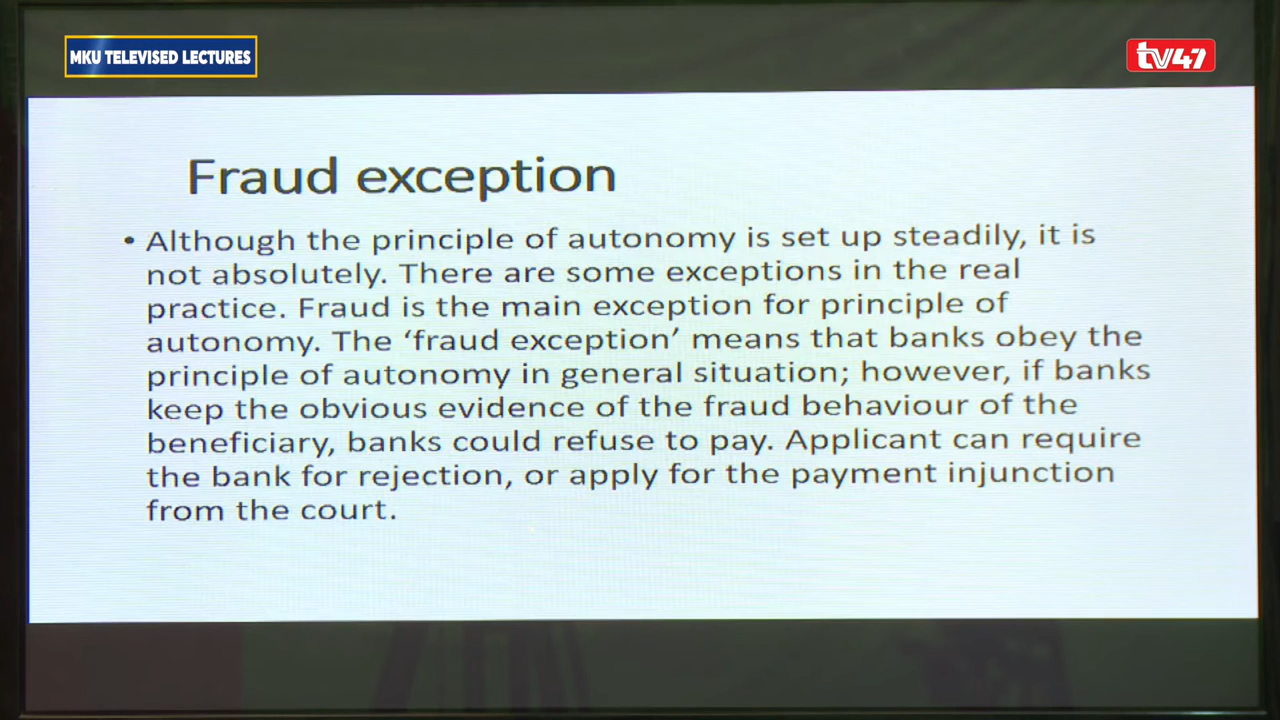 MKU TELEVISED LECTURES
tv47
Fraud exception
• Although the principle of autonomy is set up steadily, it is
not absolutely. There are some exceptions in the real
practice. Fraud is the main exception for principle of
autonomy. The ‘fraud exception’ means that banks obey the
principle of autonomy in general situation; however, if banks
keep the obvious evidence of the fraud behaviour of the
beneficiary, banks could refuse to pay. Applicant can require
the bank for rejection, or apply for the payment injunction
from the court.